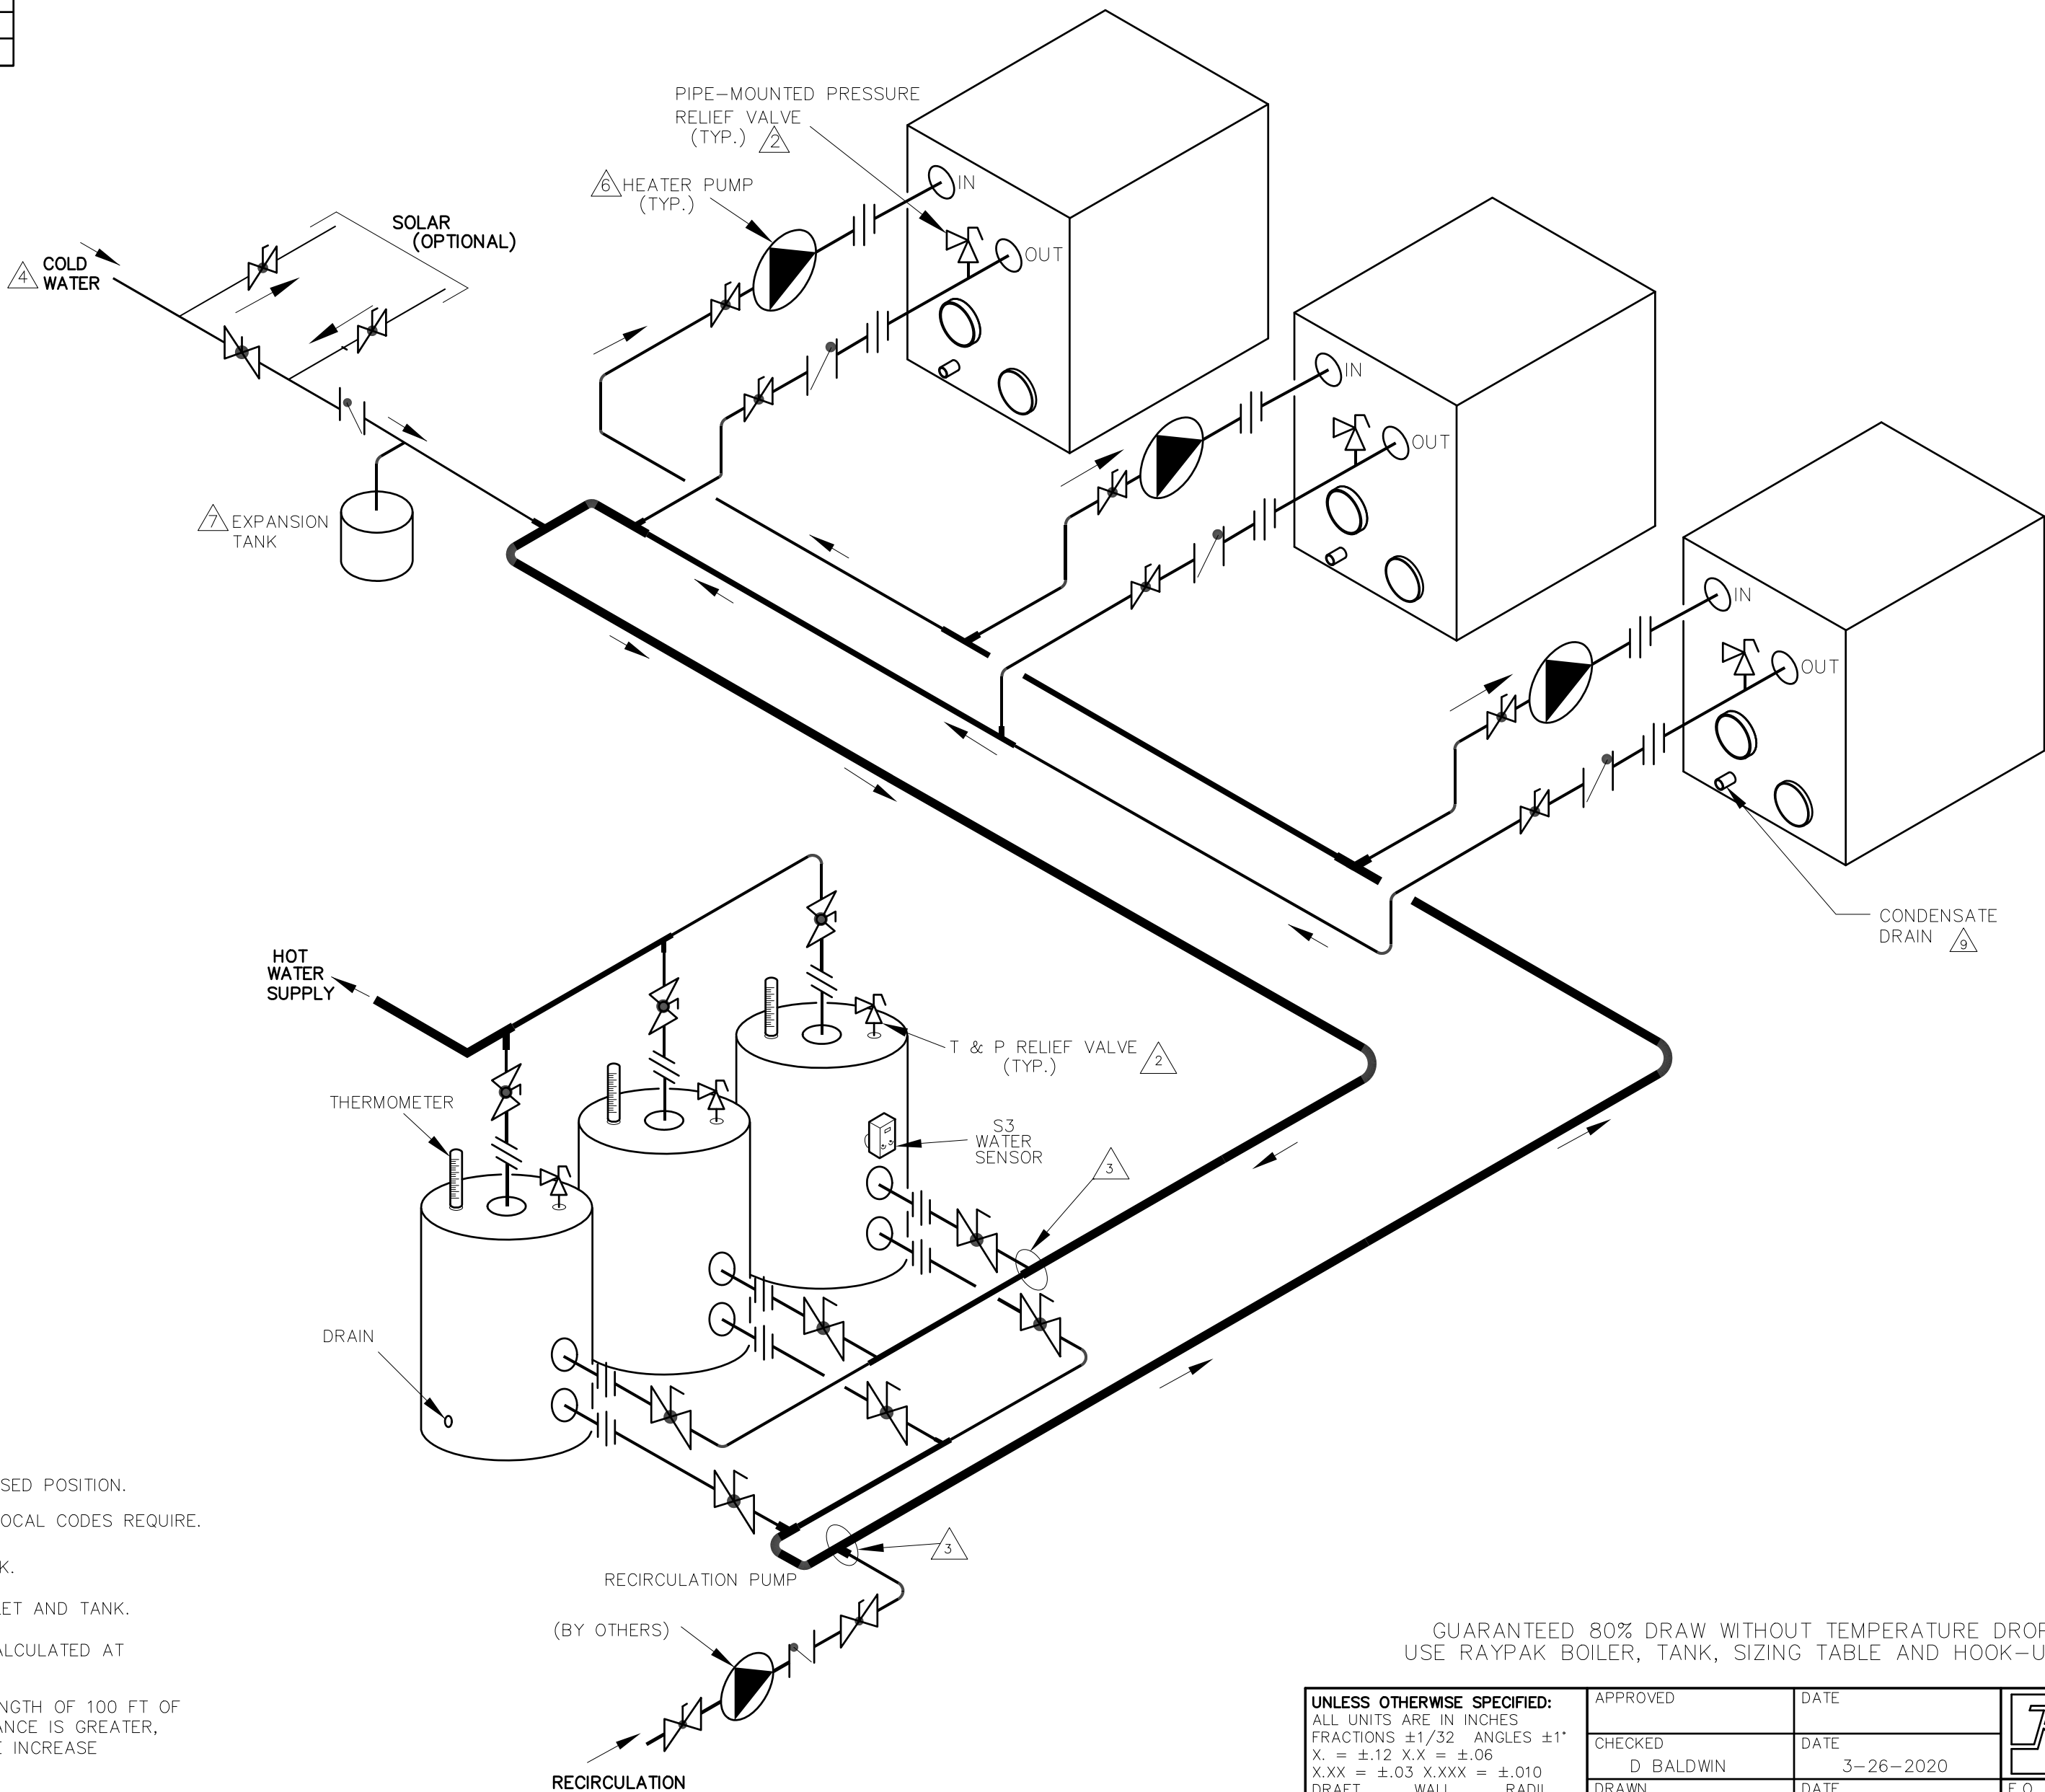 PIPE-MOUNTED PRESSURE
RELIEF VALVE
(TYP.) 2
6 HEATER PUMP
(TYP.)
IN
OUT
SOLAR
(OPTIONAL)
4 COLD
WATER
IN
OUT
7 EXPANSION
TANK
IN
OUT
CONDENSATE
DRAIN 9
HOT
WATER
SUPPLY
T & P RELIEF VALVE
(TYP.) 2
THERMOMETER
S3
WATER
SENSOR
3
DRAIN
3
RECIRCULATION PUMP
(BY OTHERS)
RECIRCULATION
SED POSITION.
OCAL CODES REQUIRE.
K.
ET AND TANK.
ALCULATED AT
NGTH OF 100 FT OF
ANCE IS GREATER,
E INCREASE
GUARANTEED 80% DRAW WITHOUT TEMPERATURE DROP
USE RAYPAK BOILER, TANK, SIZING TABLE AND HOOK-U
UNLESS OTHERWISE SPECIFIED:
ALL UNITS ARE IN INCHES
FRACTIONS ±1/32 ANGLES ±1°
X. = ±.12 X.X = ±.06
X.XX = ±.03 X.XXX = ±.010
DRAFT WALL RADII
APPROVED
DATE
CHECKED
D BALDWIN
DATE
3-26-2020
DRAWN
DATE
E.O.